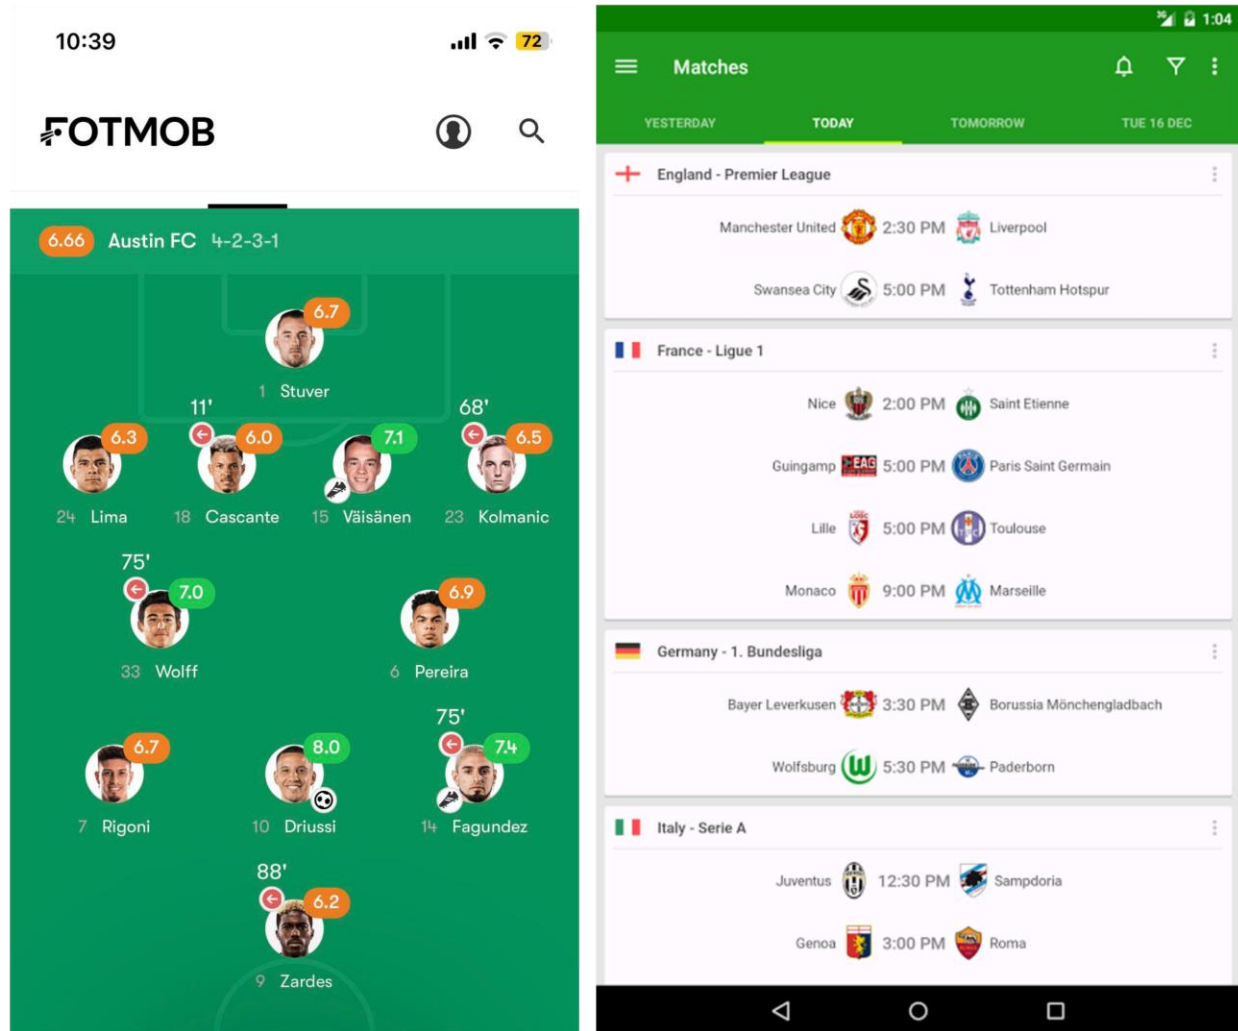 10:39
72
FOTMOB
6.66 Austin FC 4-2-3-1
6.7
1 Stuver
11' 68'
6.3 6.0 7.1 6.5
24 Lima 18 Cascante 15 Väisänen 23 Kolmanic
75'
7.0 6.9
33 Wolff 6 Pereira
75'
6.7 8.0 7.4
7 Rigoni 10 Driussi 14 Fagundez
88'
6.2
9 Zardes
3G 1:04
Matches
YESTERDAY TODAY TOMORROW TUE 16 DEC
England - Premier League
Manchester United 2:30 PM Liverpool
Swansea City 5:00 PM Tottenham Hotspur
France - Ligue 1
Nice 2:00 PM Saint Etienne
Guingamp EAG 5:00 PM Paris Saint Germain
Lille LOSC 5:00 PM Toulouse
Monaco 9:00 PM Marseille
Germany - 1. Bundesliga
Bayer Leverkusen 3:30 PM Borussia Mönchengladbach
Wolfsburg 5:30 PM Paderborn
Italy - Serie A
Juventus 12:30 PM Sampdoria
Genoa 3:00 PM Roma